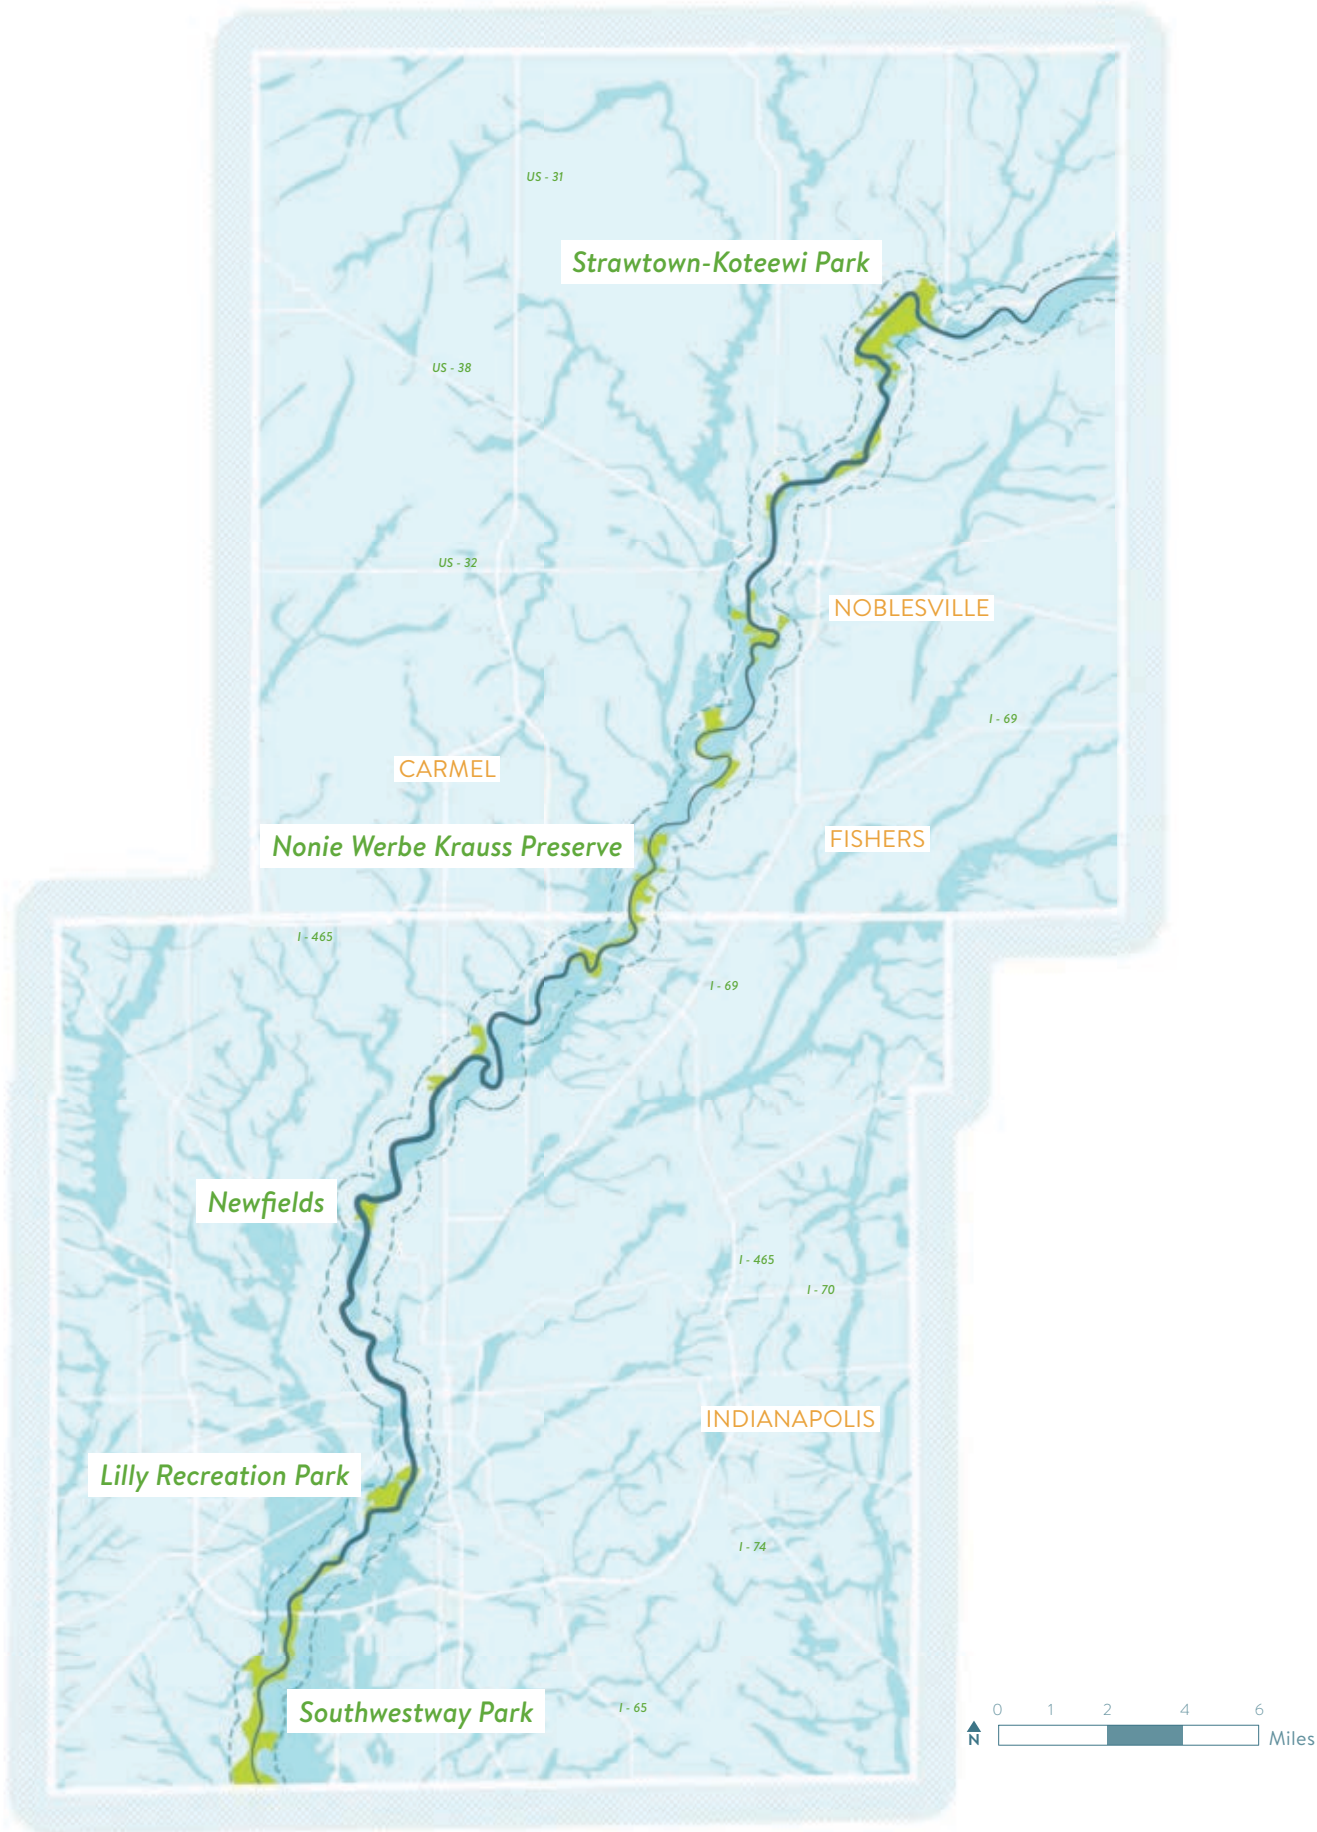 US - 31
Strawtown-Koteewi Park
US - 38
US - 32
NOBLESVILLE
I - 69
CARMEL
FISHERS
Nonie Werbe Krauss Preserve
I - 465
I - 69
Newfields
I - 465
I - 70
INDIANAPOLIS
Lilly Recreation Park
I - 74
Southwestway Park
I - 65
0 1 2 4 6
N
Miles